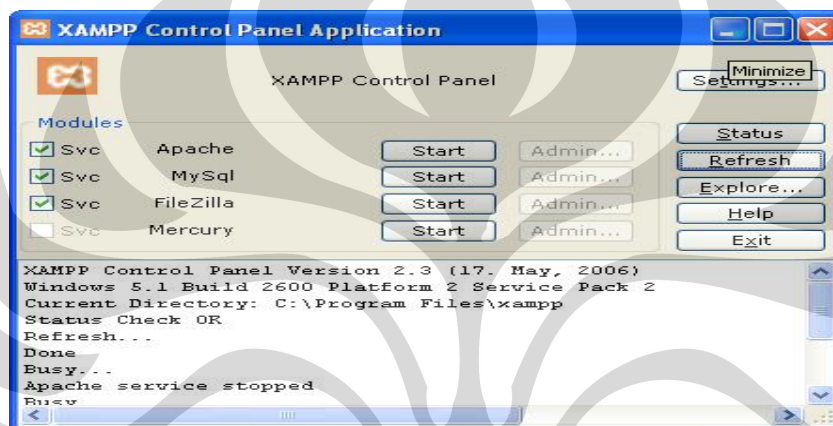 XAMPP Control Panel Application
XAMPP Control Panel
Minimize
Modules
Svc Apache Start Admin...
Svc MySql Start Admin...
Svc FileZilla Start Admin...
Svc Mercury Start Admin...
Status
Refresh
Explore...
Help
Exit
XAMPP Control Panel Version 2.3 (17. May, 2006)
Windows 5.1 Build 2600 Platform 2 Service Pack 2
Current Directory: C:\Program Files\xampp
Status Check OK
Refresh...
Done
Busy...
Apache service stopped
Busy